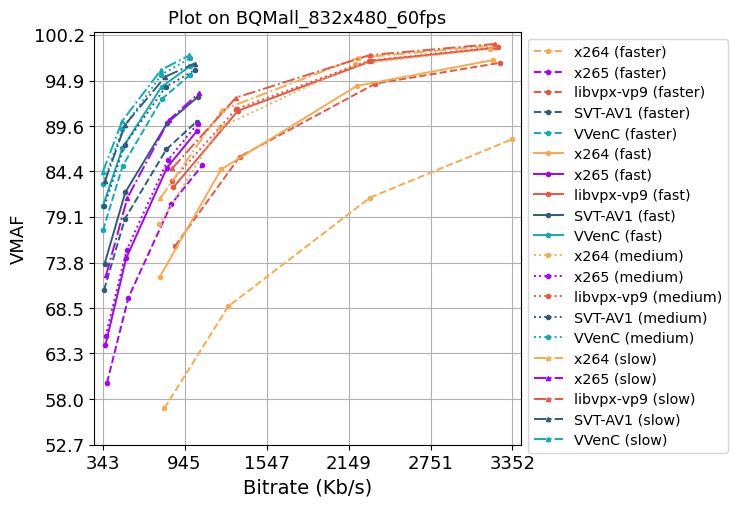 Plot on BQMall_832x480_60fps
100.2
94.9
89.6
84.4
79.1
73.8
68.5
63.3
58.0
52.7
VMAF
343 945 1547 2149 2751 3352
Bitrate (Kb/s)
x264 (faster)
x265 (faster)
libvpx-vp9 (faster)
SVT-AV1 (faster)
VVenC (faster)
x264 (fast)
x265 (fast)
libvpx-vp9 (fast)
SVT-AV1 (fast)
VVenC (fast)
x264 (medium)
x265 (medium)
libvpx-vp9 (medium)
SVT-AV1 (medium)
VVenC (medium)
x264 (slow)
x265 (slow)
libvpx-vp9 (slow)
SVT-AV1 (slow)
VVenC (slow)